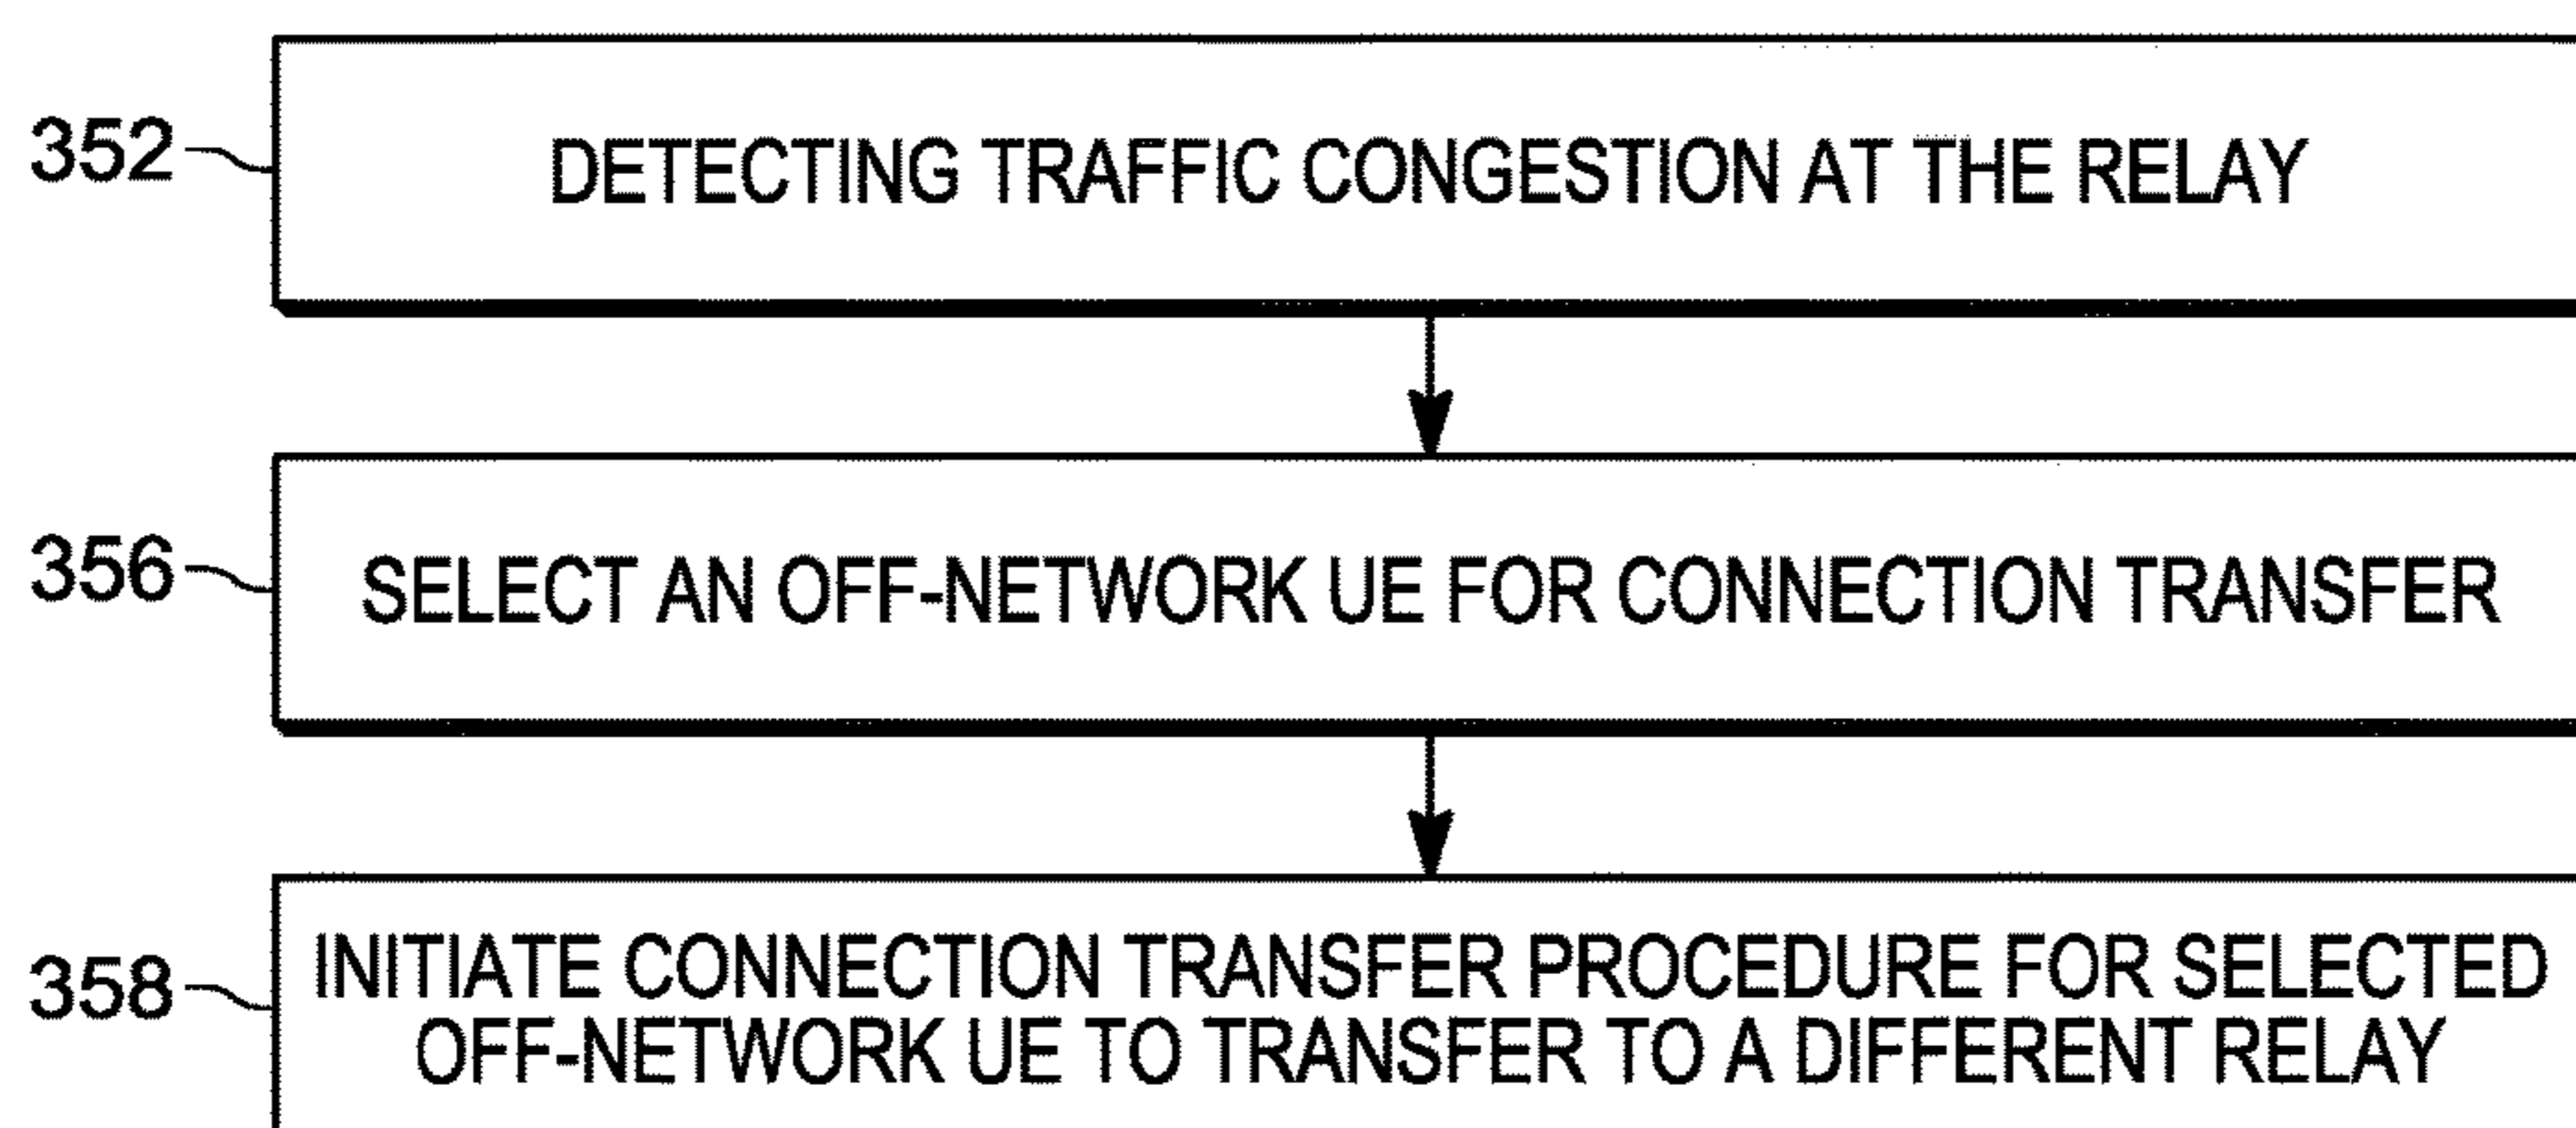 352
DETECTING TRAFFIC CONGESTION AT THE RELAY
356
SELECT AN OFF-NETWORK UE FOR CONNECTION TRANSFER
358
INITIATE CONNECTION TRANSFER PROCEDURE FOR SELECTED
OFF-NETWORK UE TO TRANSFER TO A DIFFERENT RELAY